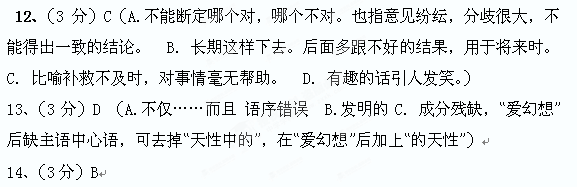 12、（3 分）C（A.不能断定哪个对，哪个不对。也指意见纷纭，分歧很大，不
能得出一致的结论。 B. 长期这样下去。后面多跟不好的结果，用于将来时。
C. 比喻补救不及时，对事情毫无帮助。 D. 有趣的话引人发笑。）
13、（3 分）D （A.不仅……而且 语序错误 B.发明的 C. 成分残缺，“爱幻想”
后缺主语中心语，可去掉“天性中的”，在“爱幻想”后加上“的天性”）
14、（3 分）B